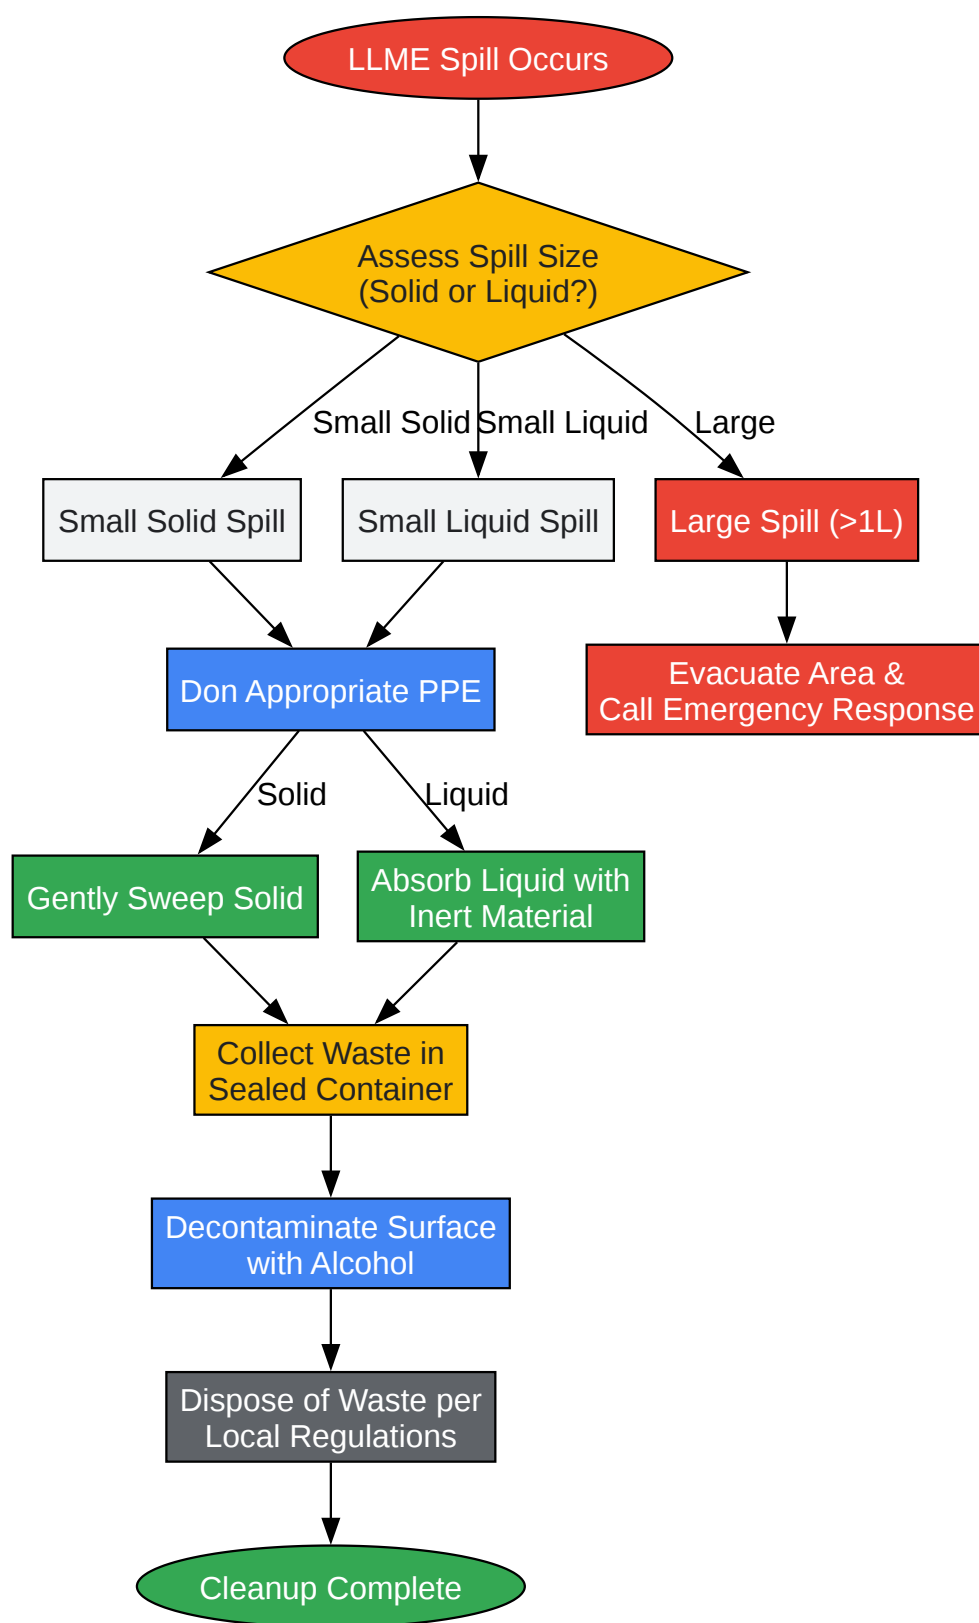 LLME Spill Occurs
Assess Spill Size
(Solid or Liquid?)
Small Solid
Small Liquid
Large
Small Solid Spill
Small Liquid Spill
Large Spill (>1L)
Don Appropriate PPE
Evacuate Area &
Call Emergency Response
Solid
Liquid
Gently Sweep Solid
Absorb Liquid with
Inert Material
Collect Waste in
Sealed Container
Decontaminate Surface
with Alcohol
Dispose of Waste per
Local Regulations
Cleanup Complete